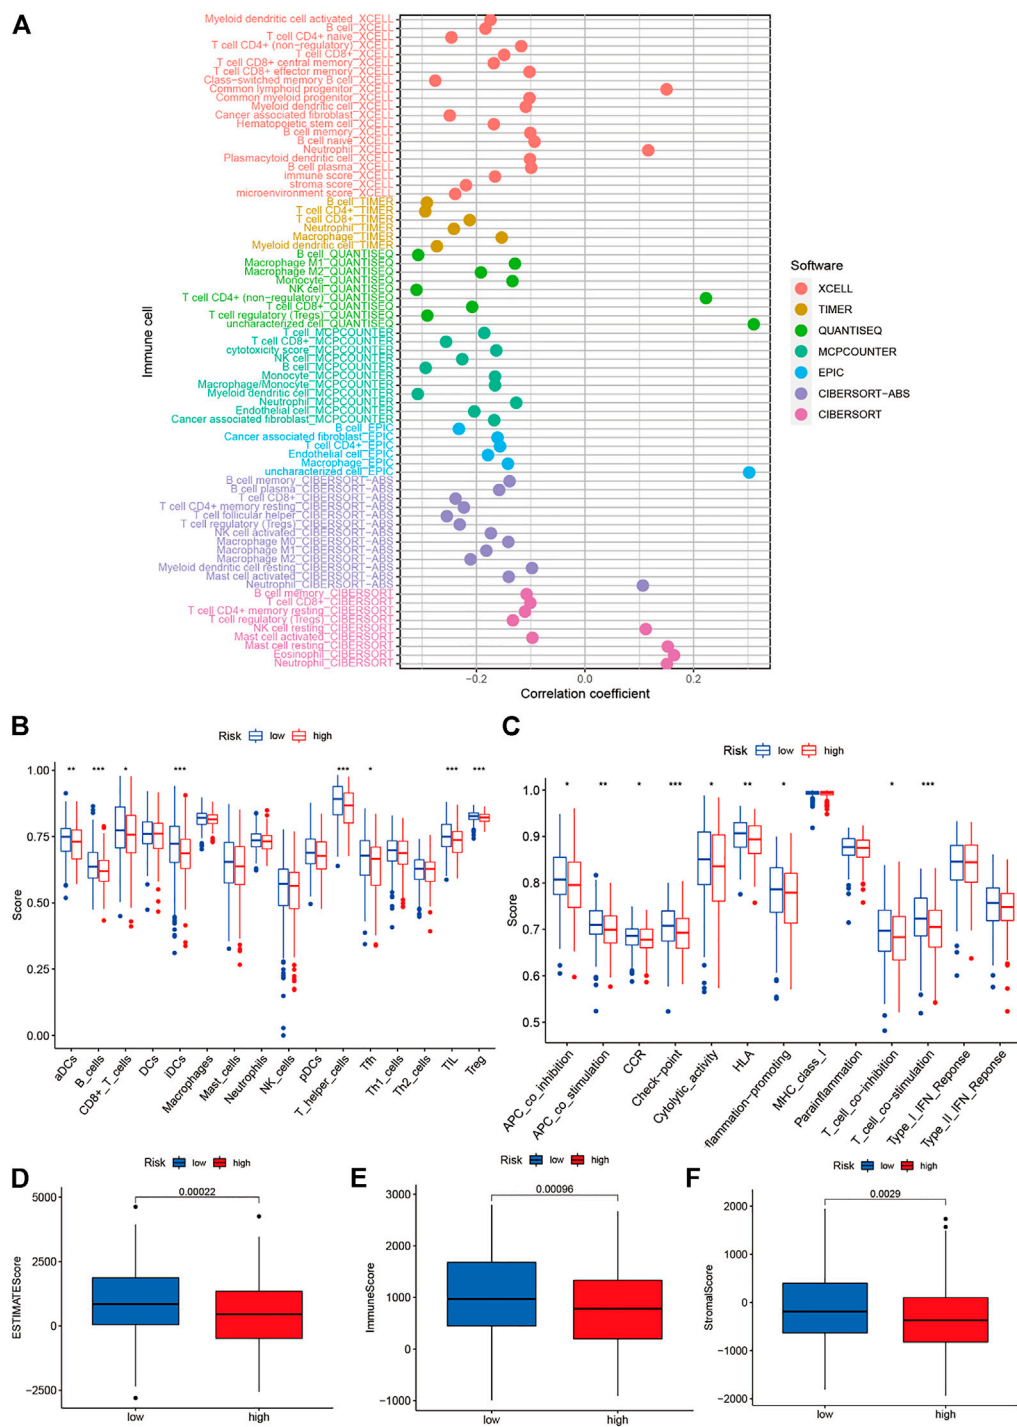 A
Myeloid dendritic cell activated_XCELL
B cell_XCELL
T cell CD4+ naive_XCELL
T cell CD4+ (non-regulatory)_XCELL
T cell CD8+_XCELL
T cell CD8+ central memory_XCELL
T cell CD8+ effector memory_XCELL
Class-switched memory B cell_XCELL
Common lymphoid progenitor_XCELL
Common myeloid progenitor_XCELL
Myeloid dendritic cell_XCELL
Cancer associated fibroblast_XCELL
Hematopoietic stem cell_XCELL
B cell memory_XCELL
B cell naive_XCELL
Neutrophil_XCELL
Plasmacytoid dendritic cell_XCELL
B cell plasma_XCELL
immune score_XCELL
stroma score_XCELL
microenvironment score_XCELL
B cell_TIMER
T cell CD4+_TIMER
T cell CD8+_TIMER
Neutrophil_TIMER
Macrophage_TIMER
Myeloid dendritic cell_TIMER
B cell_QUANTISEQ
Macrophage M1_QUANTISEQ
Macrophage M2_QUANTISEQ
Monocyte_QUANTISEQ
NK cell_QUANTISEQ
T cell CD4+ (non-regulatory)_QUANTISEQ
T cell CD8+_QUANTISEQ
T cell regulatory (Tregs)_QUANTISEQ
uncharacterized cell_QUANTISEQ
T cell_MCPCOUNTER
T cell CD8+_MCPCOUNTER
cytotoxicity score_MCPCOUNTER
NK cell_MCPCOUNTER
B cell_MCPCOUNTER
Monocyte_MCPCOUNTER
Macrophage/Monocyte_MCPCOUNTER
Myeloid dendritic cell_MCPCOUNTER
Neutrophil_MCPCOUNTER
Endothelial cell_MCPCOUNTER
Cancer associated fibroblast_MCPCOUNTER
B cell_EPIC
Cancer associated fibroblast_EPIC
T cell CD4+_EPIC
Endothelial cell_EPIC
Macrophage_EPIC
uncharacterized cell_EPIC
B cell memory_CIBERSORT-ABS
B cell plasma_CIBERSORT-ABS
T cell CD8+_CIBERSORT-ABS
T cell CD4+ memory resting_CIBERSORT-ABS
T cell follicular helper_CIBERSORT-ABS
T cell regulatory (Tregs)_CIBERSORT-ABS
NK cell activated_CIBERSORT-ABS
Macrophage M0_CIBERSORT-ABS
Macrophage M1_CIBERSORT-ABS
Macrophage M2_CIBERSORT-ABS
Myeloid dendritic cell resting_CIBERSORT-ABS
Mast cell activated_CIBERSORT-ABS
Neutrophil_CIBERSORT-ABS
B cell memory_CIBERSORT
T cell CD8+_CIBERSORT
T cell CD4+ memory resting_CIBERSORT
T cell regulatory (Tregs)_CIBERSORT
NK cell resting_CIBERSORT
Mast cell activated_CIBERSORT
Mast cell resting_CIBERSORT
Eosinophil_CIBERSORT
Neutrophil_CIBERSORT
Immune cell
−0.2 0.0 0.2
Correlation coefficient
Software
XCELL
TIMER
QUANTISEQ
MCPCOUNTER
EPIC
CIBERSORT-ABS
CIBERSORT
B
Risk low high
** *** * *** *** * *** ***
1.00
0.75
0.50
0.25
0.00
Score
aDCs
B_cells
CD8+_T_cells
DCs
iDCs
Macrophages
Mast_cells
Neutrophils
NK_cells
pDCs
T_helper_cells
Tfh
Th1_cells
Th2_cells
TIL
Treg
C
Risk low high
* ** * *** * ** * * ***
1.0
0.9
0.8
0.7
0.6
0.5
Score
APC_co_inhibition
APC_co_stimulation
CCR
Check-point
Cytolytic_activity
HLA
flammation-promoting
MHC_class_I
Parainflammation
T_cell_co-inhibition
T_cell_co-stimulation
Type_I_IFN_Reponse
Type_II_IFN_Reponse
D
Risk low high
0.00022
5000
2500
0
−2500
ESTIMATEScore
low high
E
Risk low high
0.00096
3000
2000
1000
0
−1000
ImmuneScore
low high
F
Risk low high
0.0029
2000
1000
0
−1000
−2000
StromalScore
low high